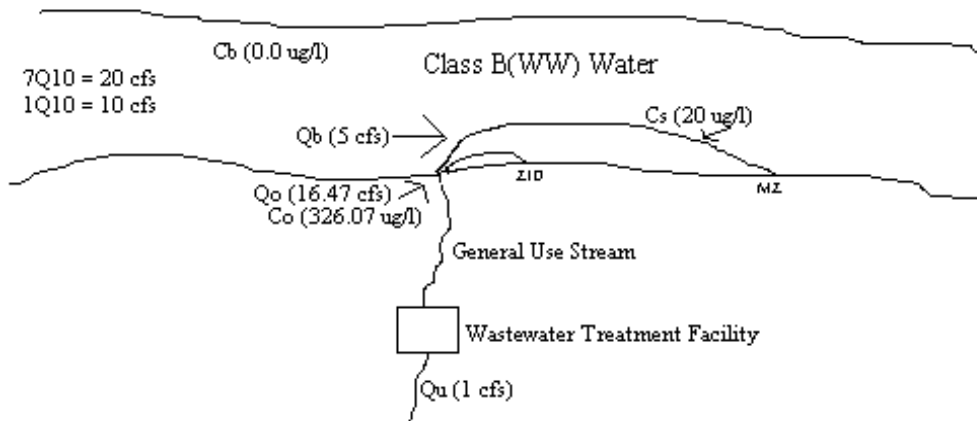 Cb (0.0 ug/l)
Class B(WW) Water
7Q10 = 20 cfs
1Q10 = 10 cfs
Cs (20 ug/l)
Qb (5 cfs)
ZID
MZ
Qo (16.47 cfs)
Co (326.07 ug/l)
General Use Stream
Wastewater Treatment Facility
Qu (1 cfs)